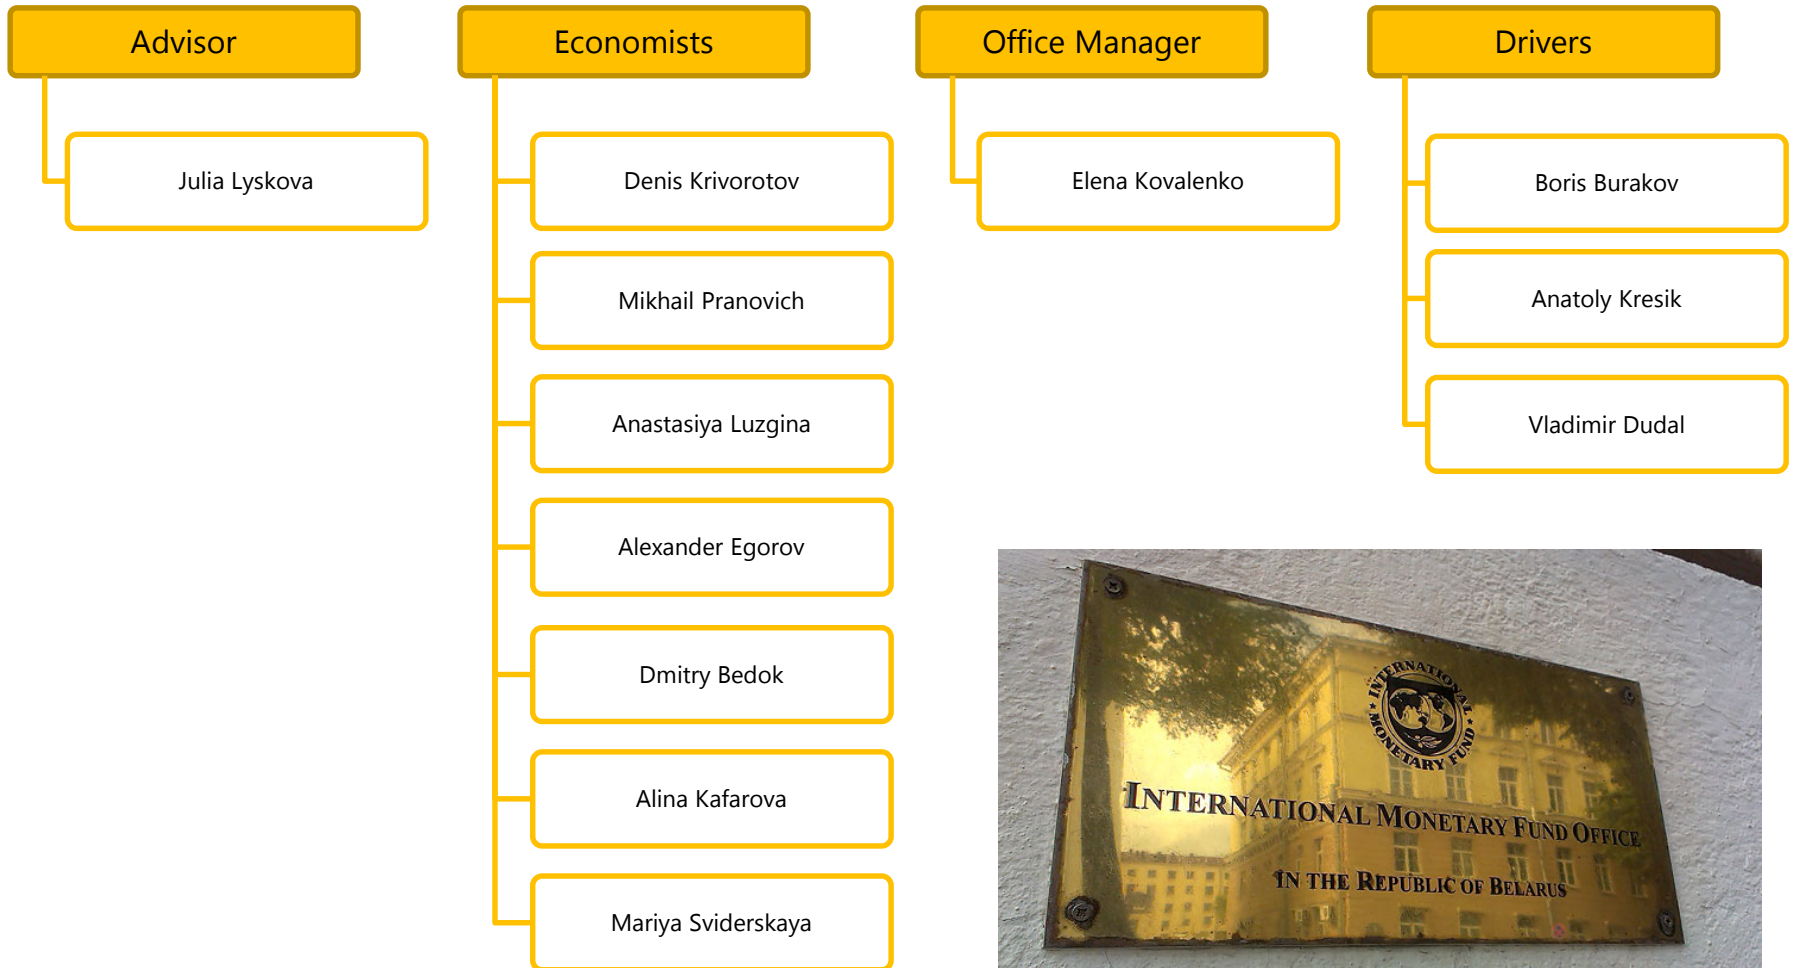 Advisor
Julia Lyskova
Economists
Denis Krivorotov
Mikhail Pranovich
Anastasiya Luzgina
Alexander Egorov
Dmitry Bedok
Alina Kafarova
Mariya Sviderskaya
Office Manager
Elena Kovalenko
Drivers
Boris Burakov
Anatoly Kresik
Vladimir Dudal
INTERNATIONAL MONETARY FUND
INTERNATIONAL MONETARY FUND OFFICE
IN THE REPUBLIC OF BELARUS